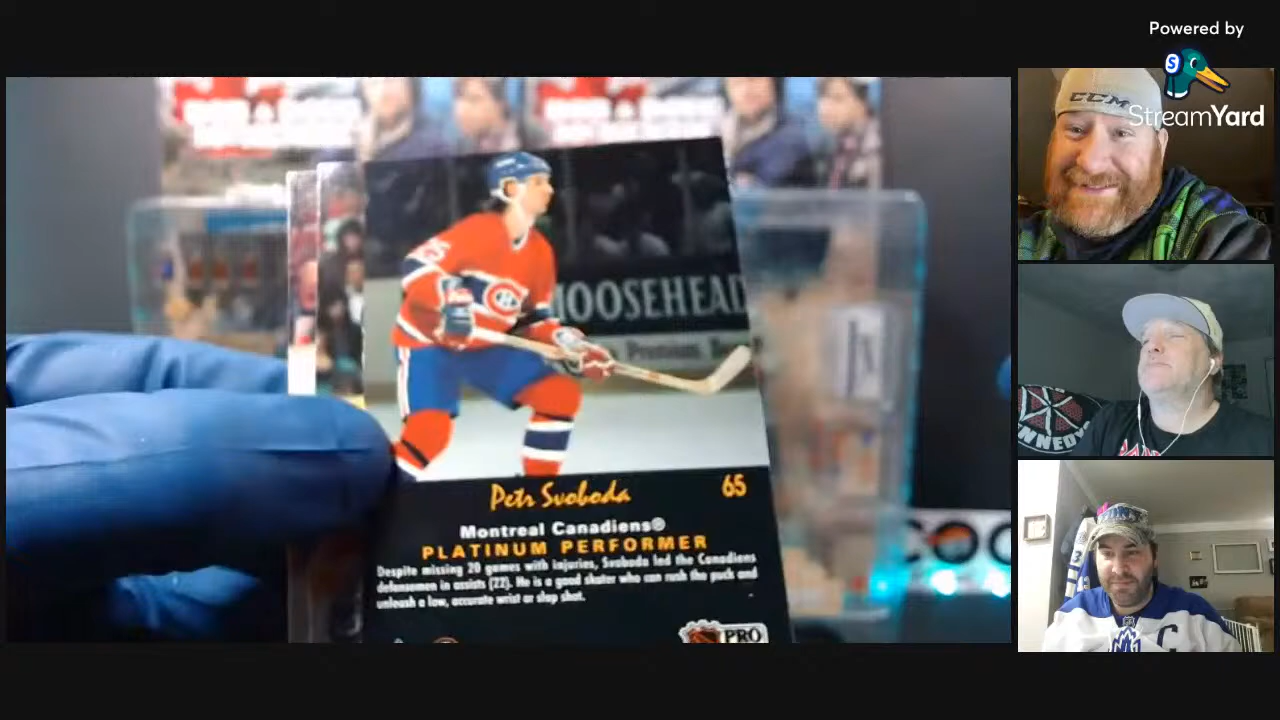 Powered by
StreamYard
CCM
25
MOOSEHEAD
Petr Svoboda
65
Montreal Canadiens®
PLATINUM PERFORMER
Despite missing 20 games with injuries, Svoboda led the Canadiens
defensemen in assists (22). He is a good skater who can rush the puck and
unleash a low, accurate wrist or slap shot.
PRO